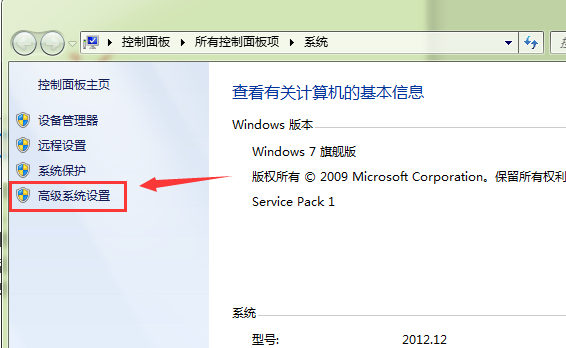 控制面板 ▸ 所有控制面板项 ▸ 系统
控制面板主页
设备管理器
远程设置
系统保护
高级系统设置
查看有关计算机的基本信息
Windows 版本
Windows 7 旗舰版
版权所有 © 2009 Microsoft Corporation。保留所有权利
Service Pack 1
系统
型号:
2012.12